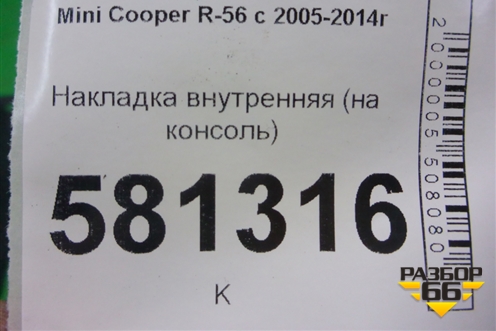 Mini Cooper R-56 с 2005-2014г
Накладка внутренняя (на
консоль)
581316
К
2000005508080
РАЗБОР
66